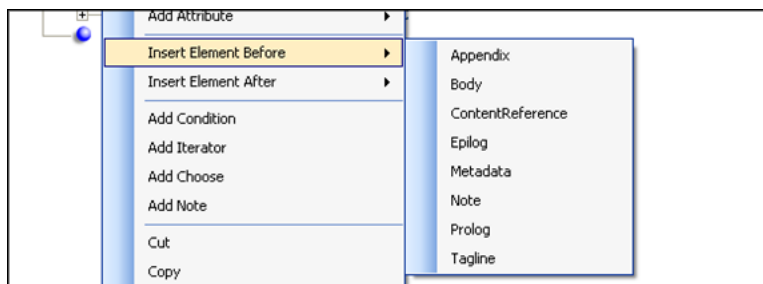 Add Attribute
Insert Element Before
Insert Element After
Add Condition
Add Iterator
Add Choose
Add Note
Cut
Copy
Appendix
Body
ContentReference
Epilog
Metadata
Note
Prolog
Tagline